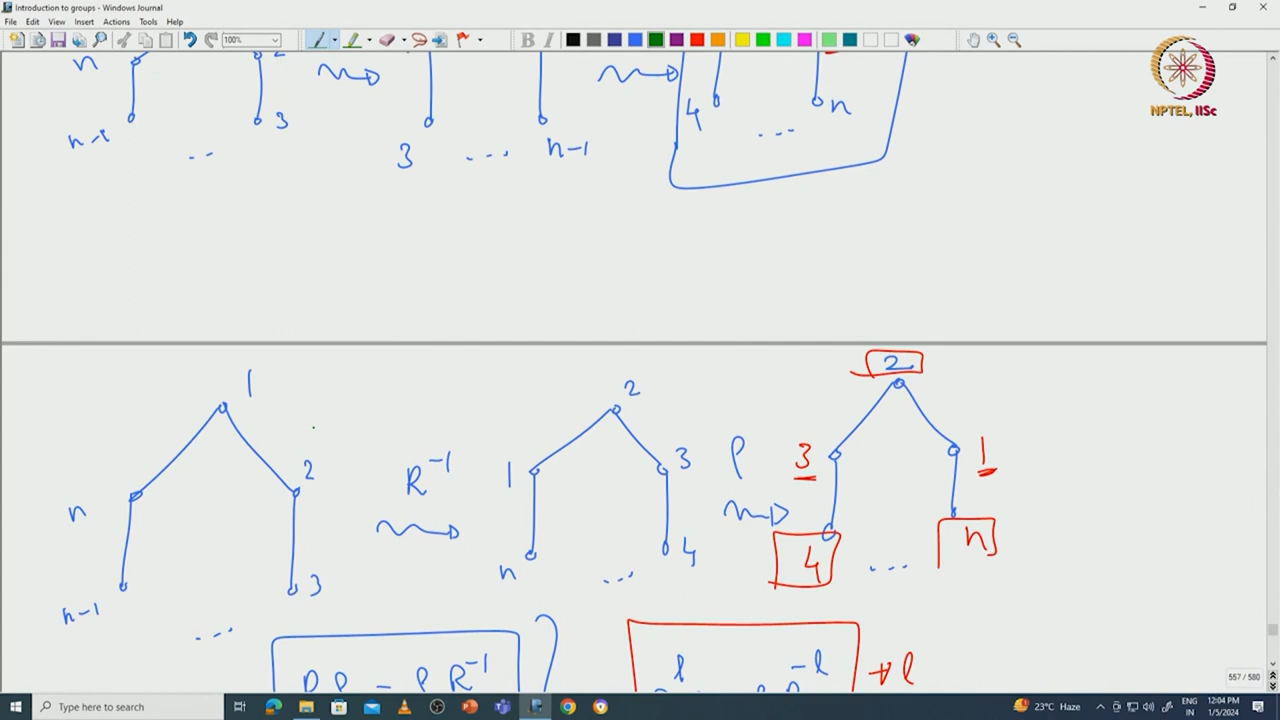 Introduction to groups - Windows Journal
File Edit View Insert Actions Tools Help
100%
B I
NPTEL, IISc
n 2
n-1 3
...
3 ... n-1
4 n
...
1
n 2
n-1 3
...
R⁻¹
2
1 3
n 4
...
ρ
2
3 1
4 n
...
R ρ = ρ R⁻¹
ℓ -ℓ
∀ ℓ
557 / 580
Type here to search
23°C Haze
ENG
IN
12:04 PM
1/5/2024